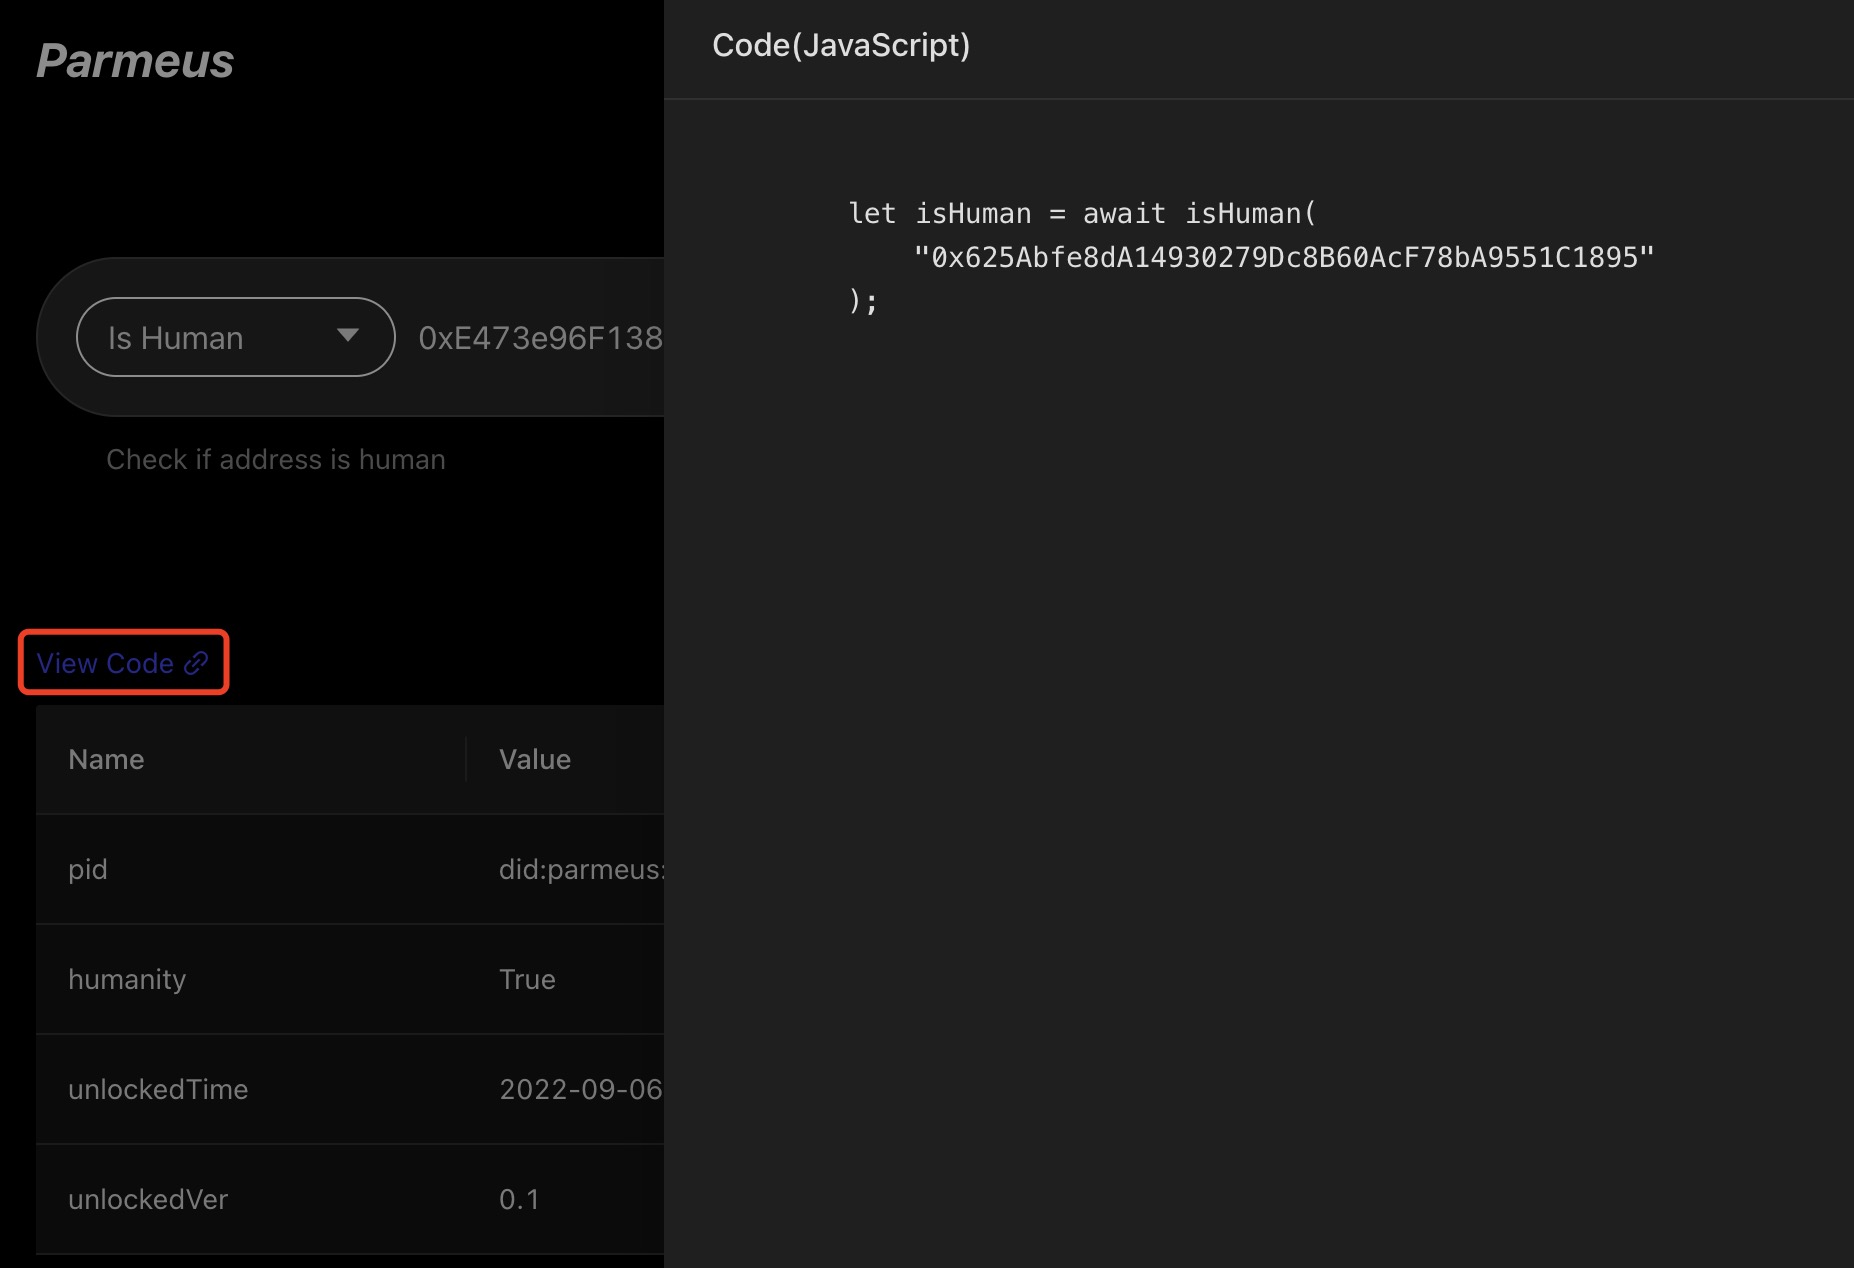 Parmeus
Is Human
0xE473e96F138
Check if address is human
View Code
Name Value
pid did:parmeus:
humanity True
unlockedTime 2022-09-06
unlockedVer 0.1
Code(JavaScript)
let isHuman = await isHuman(
"0x625Abfe8dA14930279Dc8B60AcF78bA9551C1895"
);